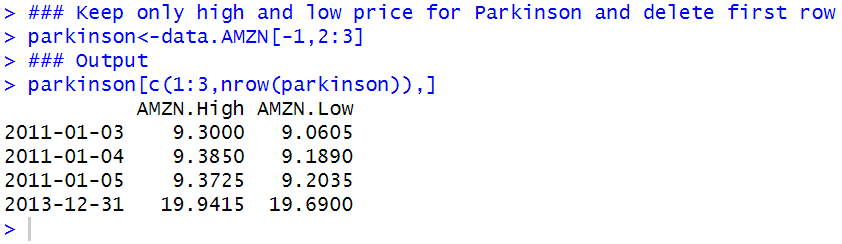 > ### Keep only high and low price for Parkinson and delete first row
> parkinson<-data.AMZN[-1,2:3]
> ### Output
> parkinson[c(1:3,nrow(parkinson)),]
           AMZN.High AMZN.Low
2011-01-03    9.3000   9.0605
2011-01-04    9.3850   9.1890
2011-01-05    9.3725   9.2035
2013-12-31   19.9415  19.6900
>